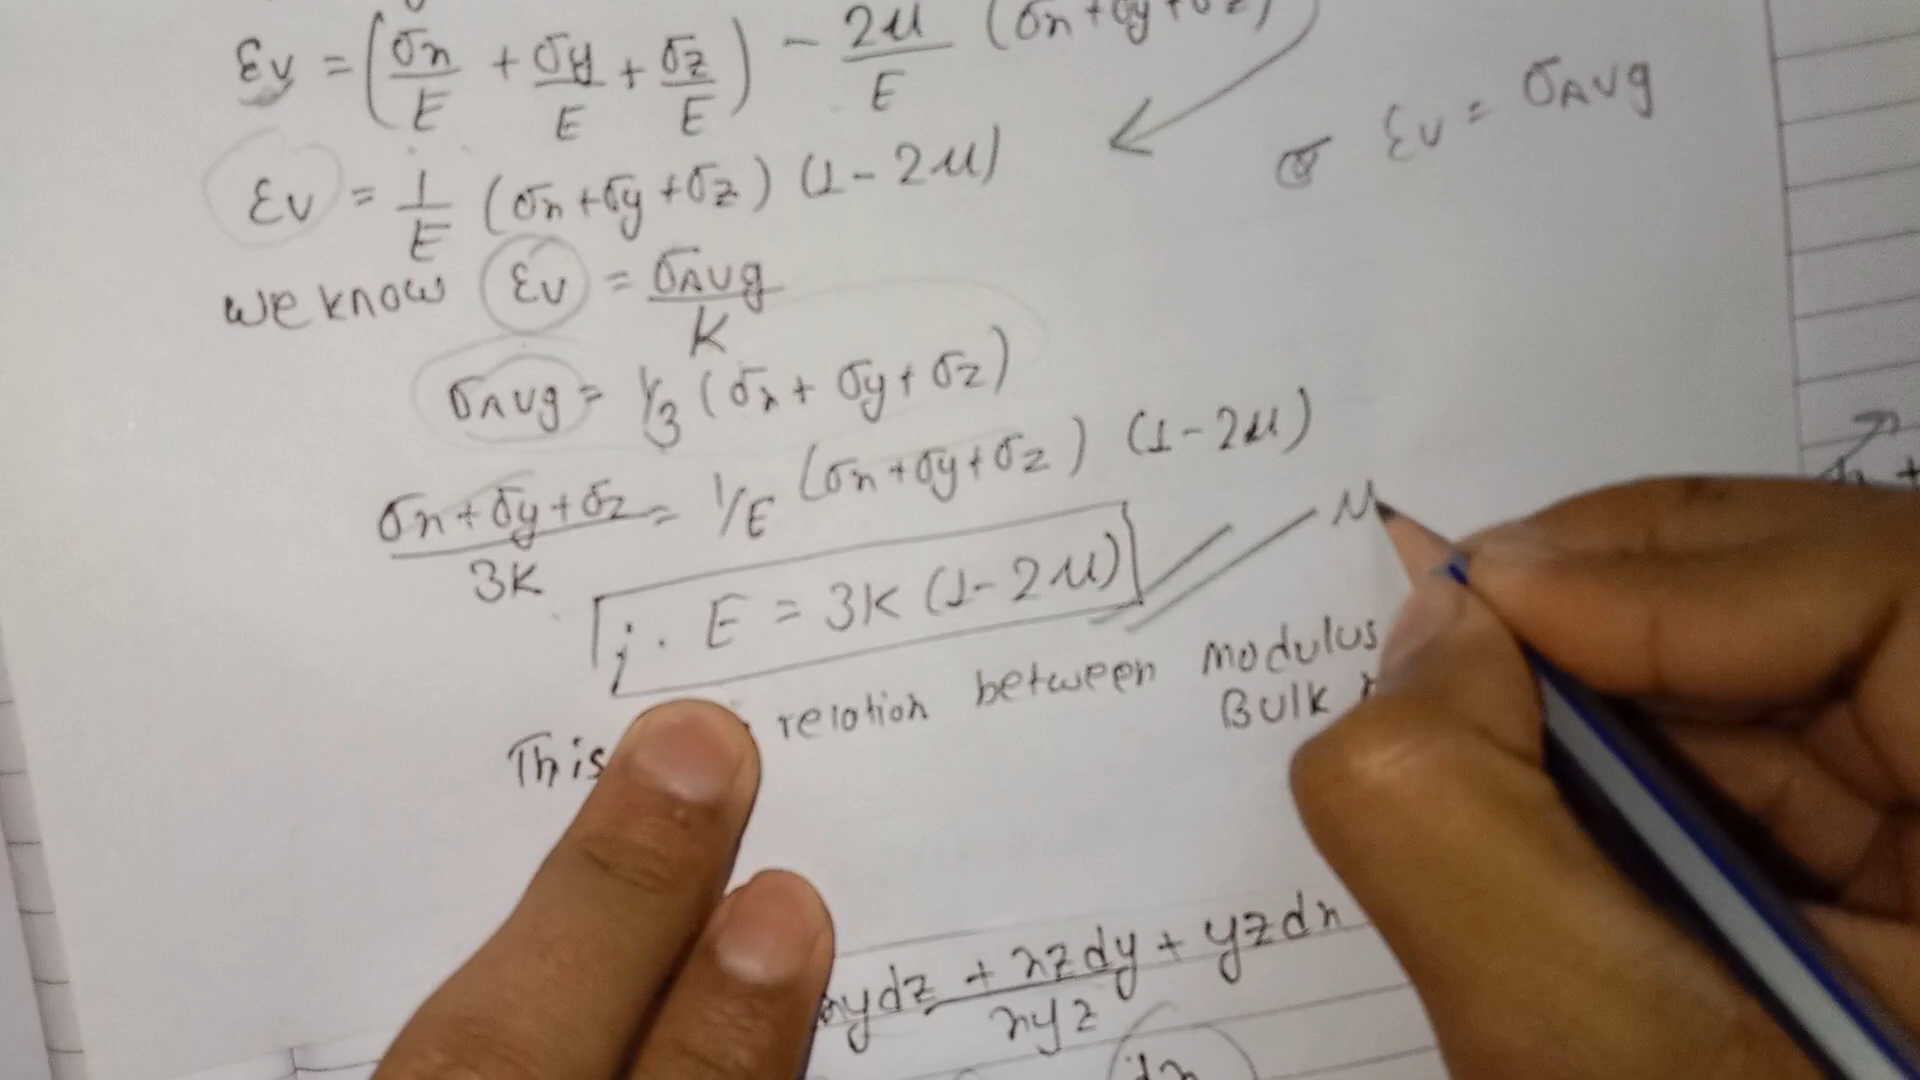 εv = (σx/E + σy/E + σz/E) - 2μ/E (σx + σy + σz)
εv = 1/E (σx + σy + σz) (1 - 2μ)
εv = σAvg
we know εv = σAvg/K
σAvg = 1/3 (σx + σy + σz)
σx + σy + σz/3K = 1/E (σx + σy + σz) (1 - 2μ)
∴ E = 3K (1 - 2μ) μ
This relation between modulus
Bulk
xydz + xzdy + yzdx
xyz
dx